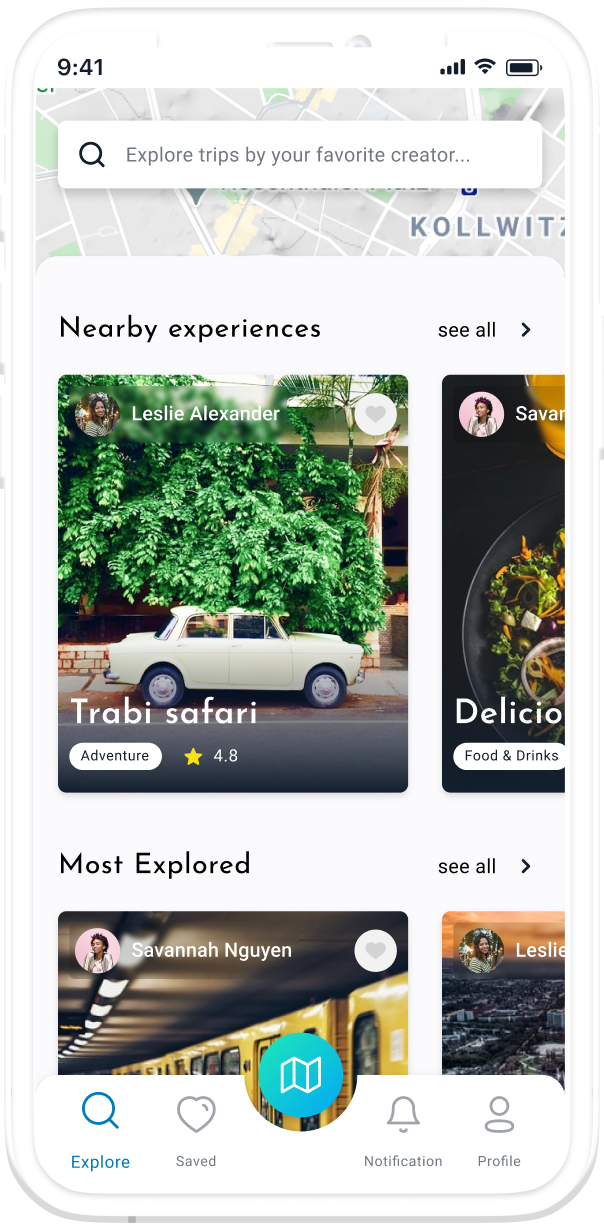 9:41
Explore trips by your favorite creator...
KOLLWITZ
Nearby experiences
see all
Leslie Alexander
Savan
Trabi safari
Delicio
Adventure
4.8
Food & Drinks
Most Explored
see all
Savannah Nguyen
Leslie
Explore
Saved
Notification
Profile